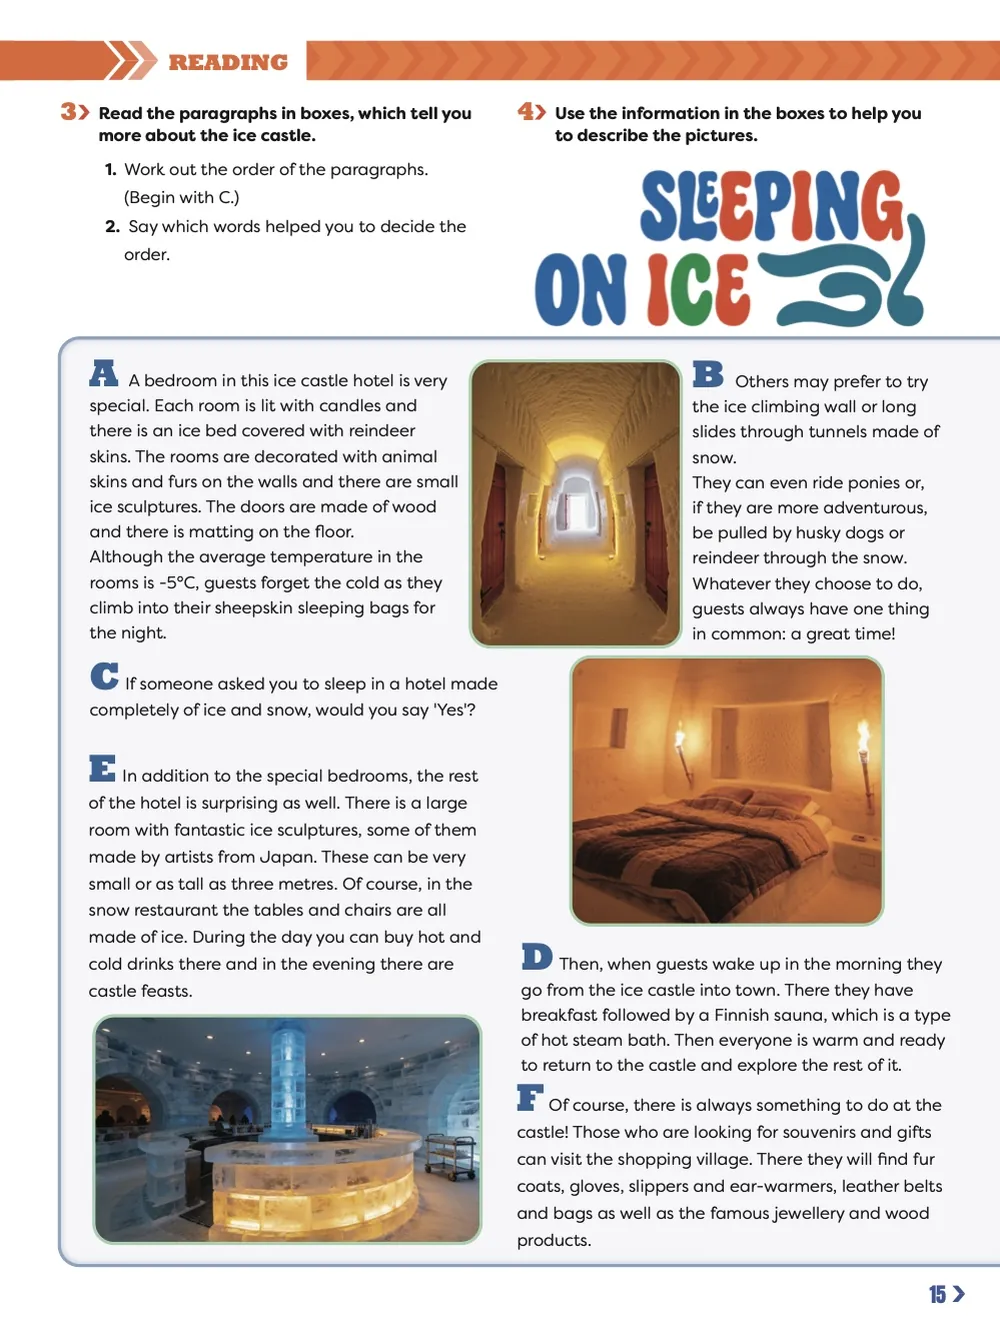 READING
3 Read the paragraphs in boxes, which tell you
more about the ice castle.
1. Work out the order of the paragraphs.
(Begin with C.)
2. Say which words helped you to decide the
order.
4 Use the information in the boxes to help you
to describe the pictures.
SLEEPING
ON ICE
A A bedroom in this ice castle hotel is very
special. Each room is lit with candles and
there is an ice bed covered with reindeer
skins. The rooms are decorated with animal
skins and furs on the walls and there are small
ice sculptures. The doors are made of wood
and there is matting on the floor.
Although the average temperature in the
rooms is -5°C, guests forget the cold as they
climb into their sheepskin sleeping bags for
the night.
B Others may prefer to try
the ice climbing wall or long
slides through tunnels made of
snow.
They can even ride ponies or,
if they are more adventurous,
be pulled by husky dogs or
reindeer through the snow.
Whatever they choose to do,
guests always have one thing
in common: a great time!
C If someone asked you to sleep in a hotel made
completely of ice and snow, would you say 'Yes'?
E In addition to the special bedrooms, the rest
of the hotel is surprising as well. There is a large
room with fantastic ice sculptures, some of them
made by artists from Japan. These can be very
small or as tall as three metres. Of course, in the
snow restaurant the tables and chairs are all
made of ice. During the day you can buy hot and
cold drinks there and in the evening there are
castle feasts.
D Then, when guests wake up in the morning they
go from the ice castle into town. There they have
breakfast followed by a Finnish sauna, which is a type
of hot steam bath. Then everyone is warm and ready
to return to the castle and explore the rest of it.
F Of course, there is always something to do at the
castle! Those who are looking for souvenirs and gifts
can visit the shopping village. There they will find fur
coats, gloves, slippers and ear-warmers, leather belts
and bags as well as the famous jewellery and wood
products.
15